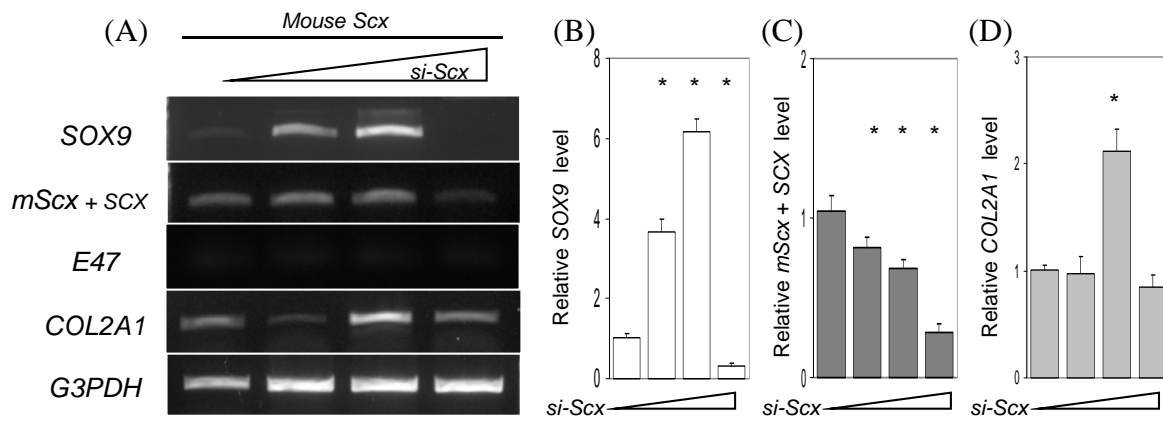 (A)
Mouse Scx
si-Scx
SOX9
mScx + SCX
E47
COL2A1
G3PDH
(B)
Relative SOX9 level
8
6
4
2
0
* * *
si-Scx
(C)
Relative mScx + SCX level
2
1
0
* * *
si-Scx
(D)
Relative COL2A1 level
3
2
1
0
*
si-Scx